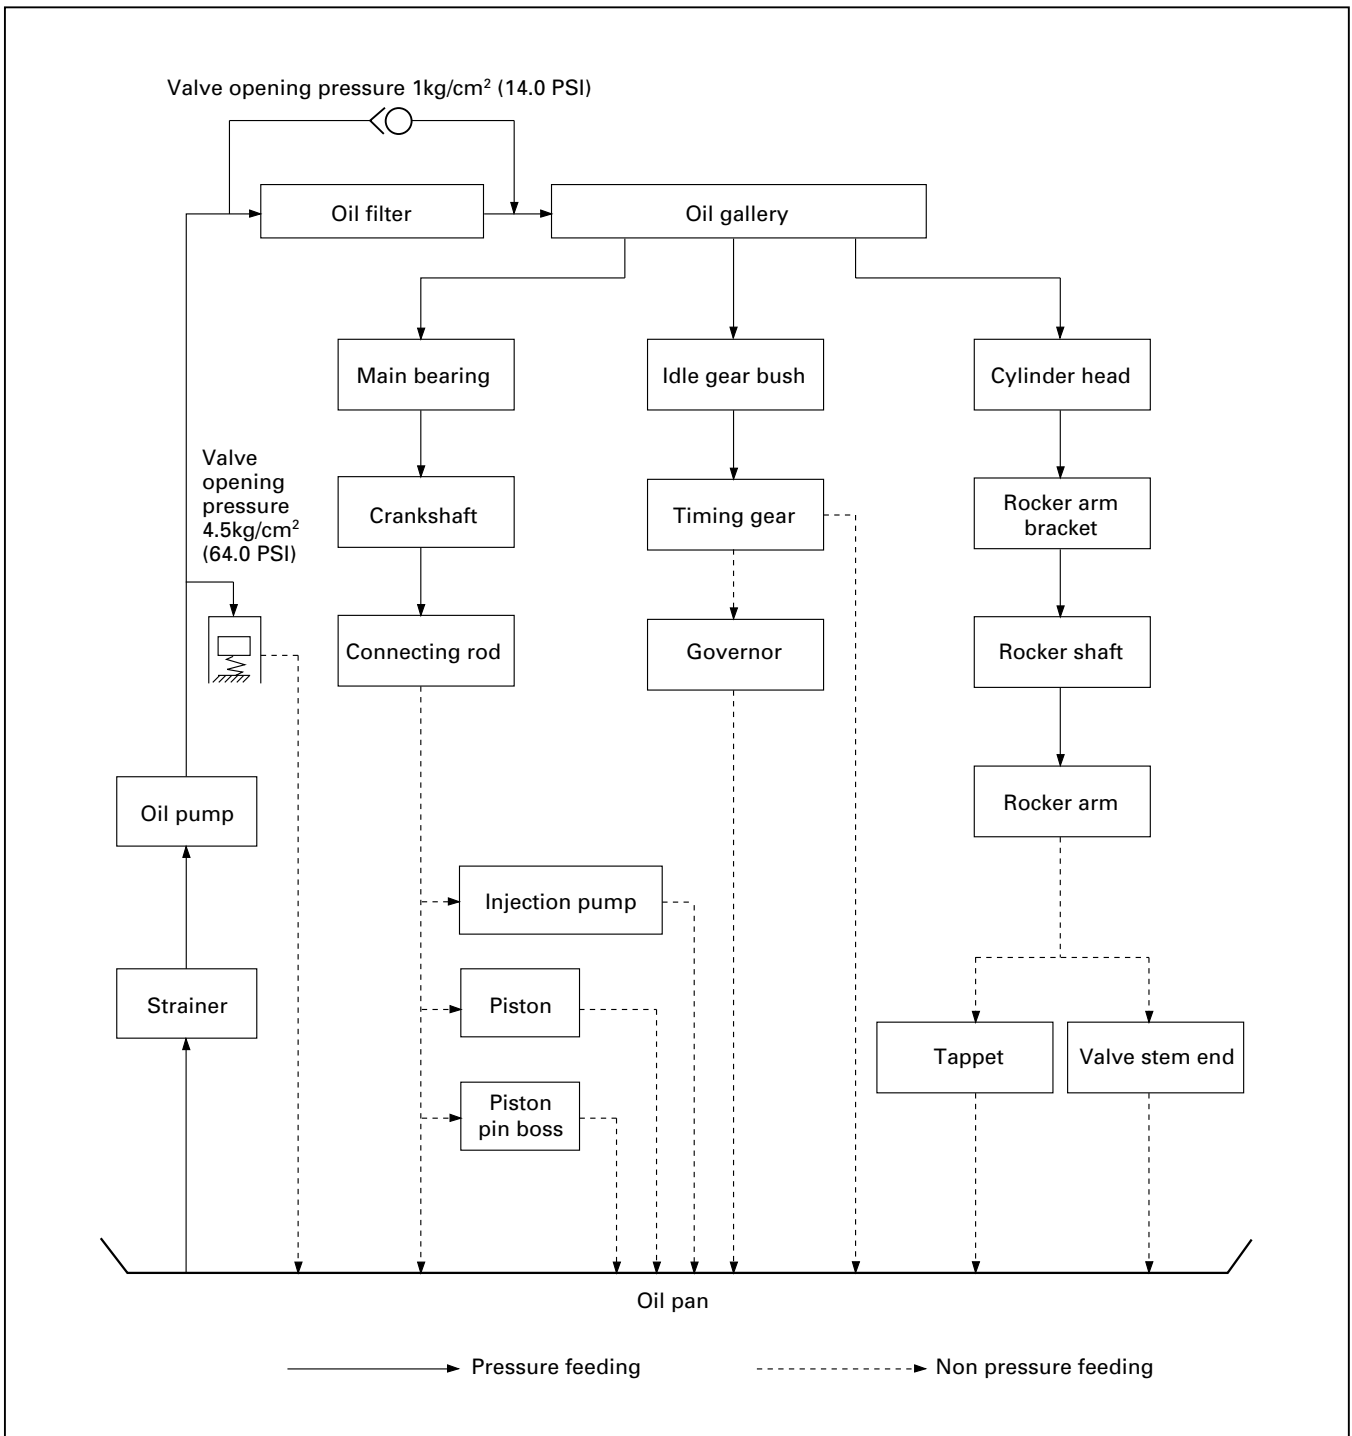 Valve opening pressure 1kg/cm² (14.0 PSI)
Oil filter
Oil gallery
Main bearing
Idle gear bush
Cylinder head
Valve
opening
pressure
4.5kg/cm²
(64.0 PSI)
Crankshaft
Timing gear
Rocker arm
bracket
Connecting rod
Governor
Rocker shaft
Oil pump
Rocker arm
Injection pump
Strainer
Piston
Tappet
Valve stem end
Piston
pin boss
Oil pan
Pressure feeding
Non pressure feeding